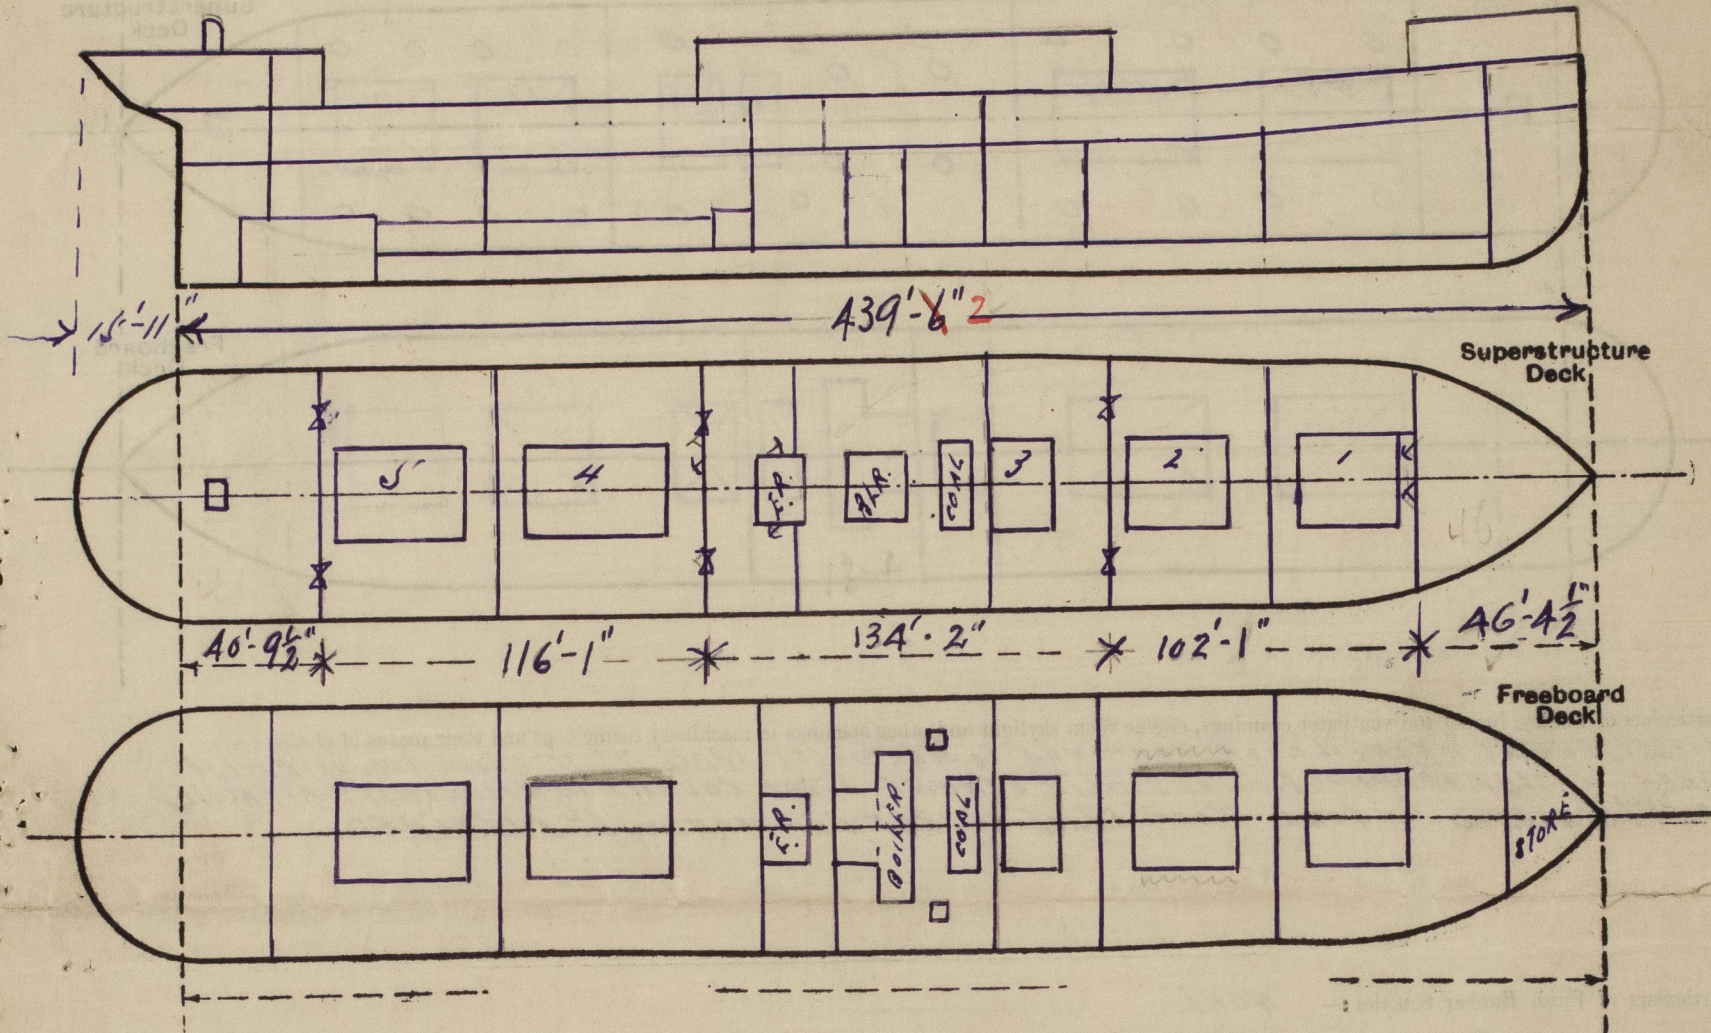 15'-11"
439'-6" 2
Superstructure
Deck
5
4
E.R.
BLR.
COAL
3
2
1
40'-9½"
116'-1"
134'·2"
102'-1"
46'-4½"
Freeboard
Deck
E.R.
BOILER.
COAL
STORE